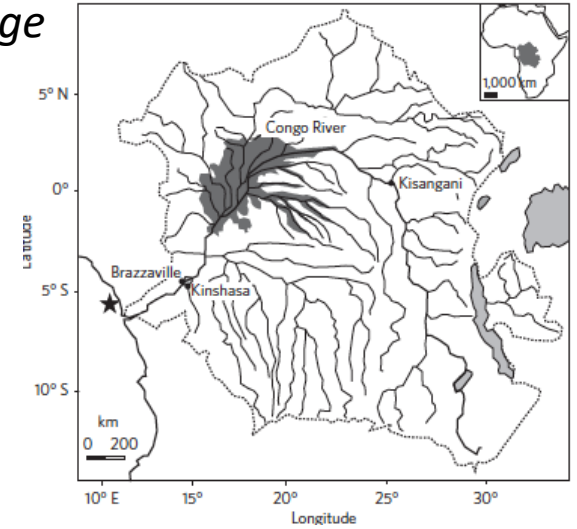 ge
1,000 km
5° N
Congo River
0°
Kisangani
Latitude
Brazzaville
Kinshasa
5° S
10° S
km
0 200
10° E 15° 20° 25° 30°
Longitude